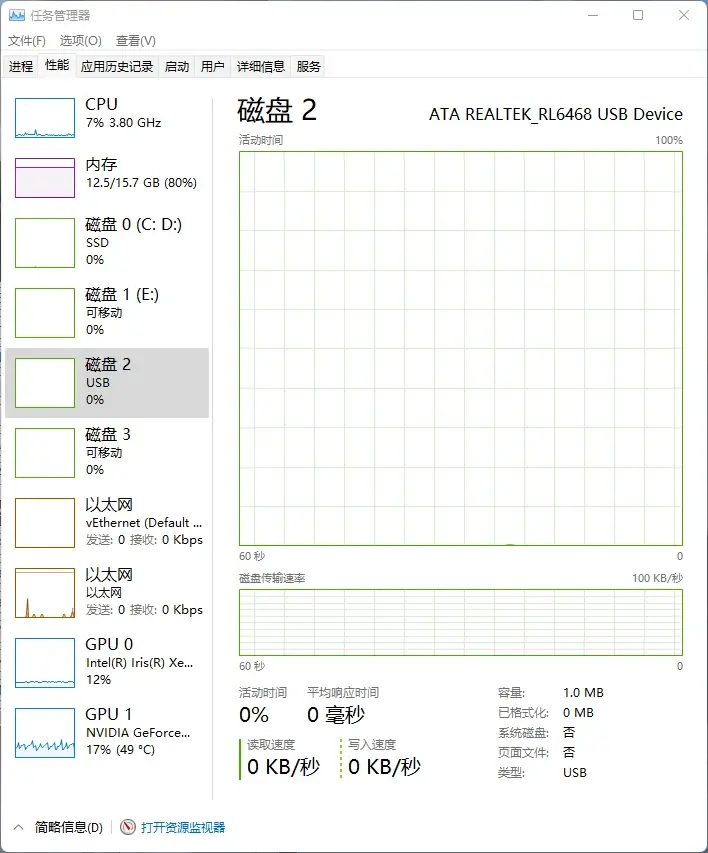 任务管理器
文件(F) 选项(O) 查看(V)
进程 性能 应用历史记录 启动 用户 详细信息 服务
CPU
7% 3.80 GHz
内存
12.5/15.7 GB (80%)
磁盘 0 (C: D:)
SSD
0%
磁盘 1 (E:)
可移动
0%
磁盘 2
USB
0%
磁盘 3
可移动
0%
以太网
vEthernet (Default ...
发送: 0 接收: 0 Kbps
以太网
以太网
发送: 0 接收: 0 Kbps
GPU 0
Intel(R) Iris(R) Xe...
12%
GPU 1
NVIDIA GeForce...
17% (49 °C)
磁盘 2 ATA REALTEK_RL6468 USB Device
活动时间 100%
60 秒 0
磁盘传输速率 100 KB/秒
60 秒 0
活动时间 平均响应时间
0% 0 毫秒
读取速度 写入速度
0 KB/秒 0 KB/秒
容量: 1.0 MB
已格式化: 0 MB
系统磁盘: 否
页面文件: 否
类型: USB
简略信息(D) 打开资源监视器